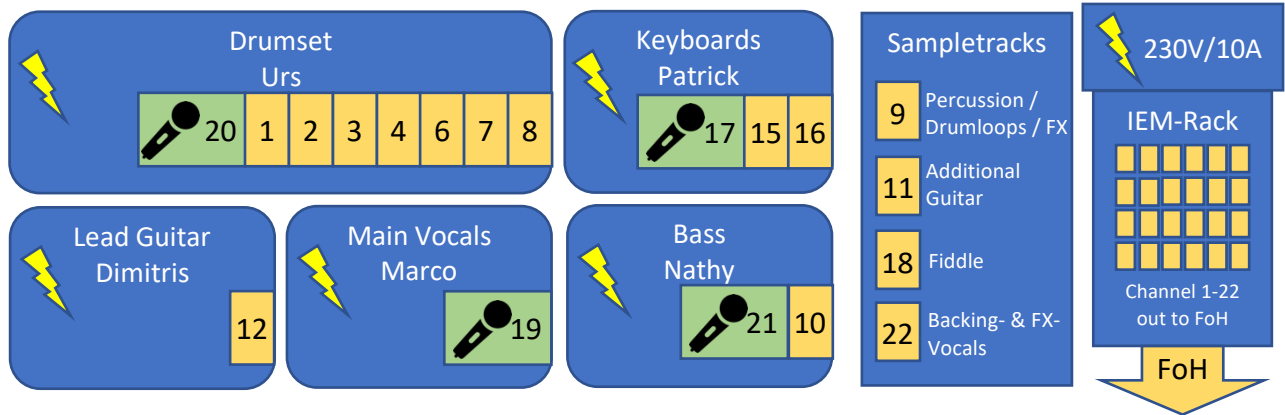 Drumset
Urs
20 1 2 3 4 6 7 8
Keyboards
Patrick
17 15 16
Lead Guitar
Dimitris
12
Main Vocals
Marco
19
Bass
Nathy
21 10
Sampletracks
9 Percussion /
Drumloops / FX
11 Additional
Guitar
18 Fiddle
22 Backing- & FX-
Vocals
230V/10A
IEM-Rack
Channel 1-22
out to FoH
FoH